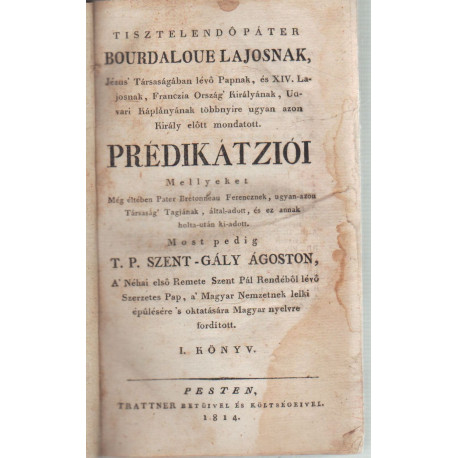 TISZTELENDŐ PÁTER
BOURDALOUE LAJOSNAK,
Jésus' Társaságában lévő Papnak, és XIV. La-
josnak, Franczia Ország' Királyának, Ud-
vari Káplányának többnyire ugyan azon
Király előtt mondatott.
PRÉDIKÁTZIÓI
Mellyeket
Még éltében Pater Bretonneau Ferencznek, ugyan-azon
Társaság' Tagjának, által-adott, és ez annak
holta-után ki-adott.
Most pedig
T. P. SZENT-GÁLY ÁGOSTON,
A' Néhai első Remete Szent Pál Rendéből lévő
Szerzetes Pap, a' Magyar Nemzetnek lelki
épülésére 's oktatására Magyar nyelvre
fordított.
I. KÖNYV.
PESTEN,
TRATTNER BETŰIVEL ÉS KÖLTSÉGEIVEL.
1814.